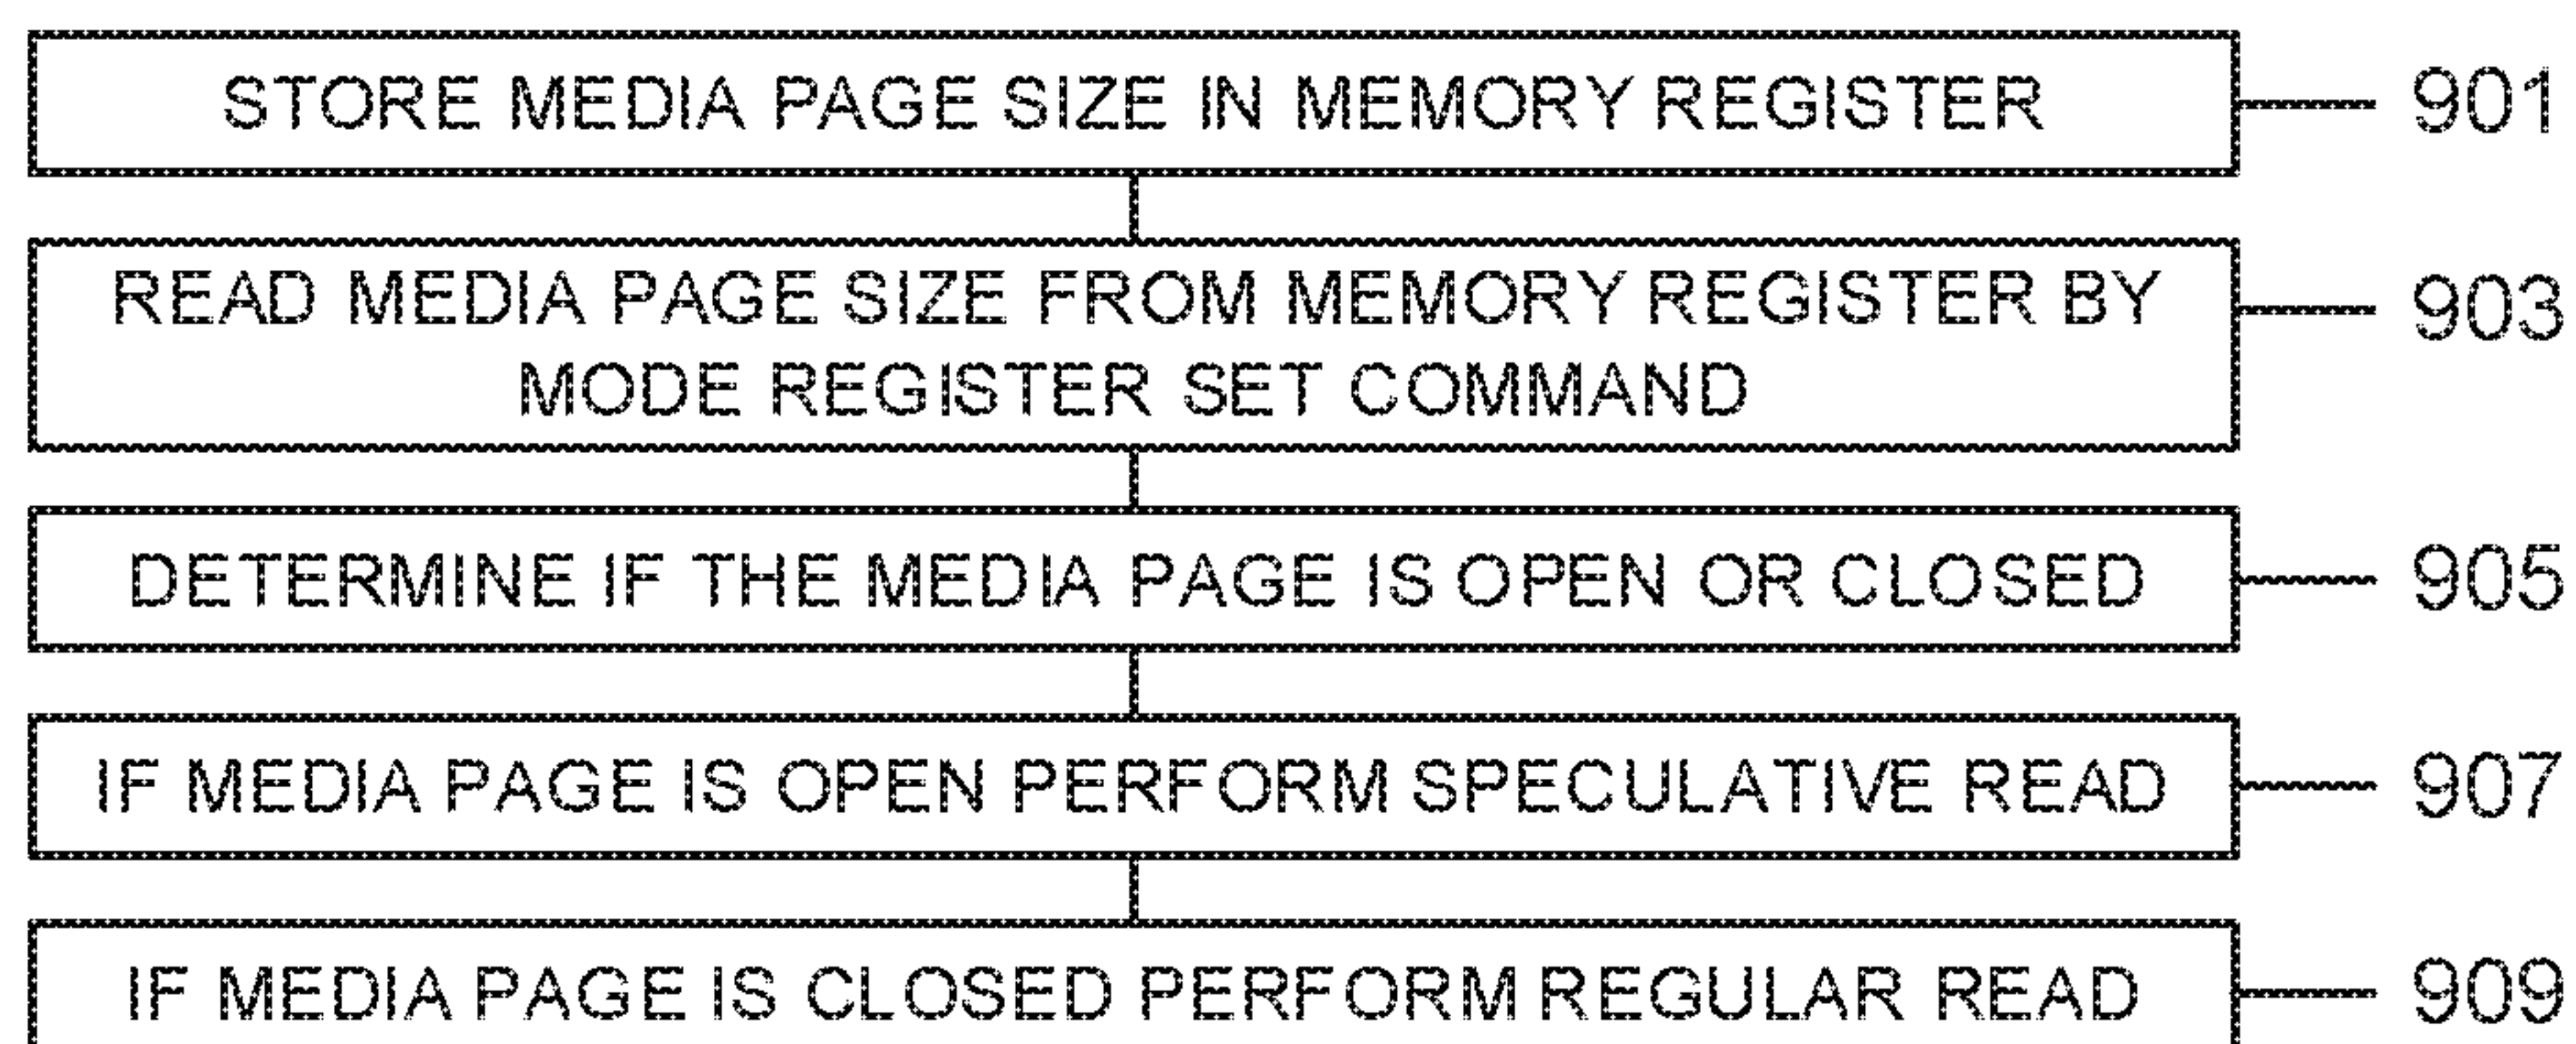 STORE MEDIA PAGE SIZE IN MEMORY REGISTER 901
READ MEDIA PAGE SIZE FROM MEMORY REGISTER BY 903
MODE REGISTER SET COMMAND
DETERMINE IF THE MEDIA PAGE IS OPEN OR CLOSED 905
IF MEDIA PAGE IS OPEN PERFORM SPECULATIVE READ 907
IF MEDIA PAGE IS CLOSED PERFORM REGULAR READ 909